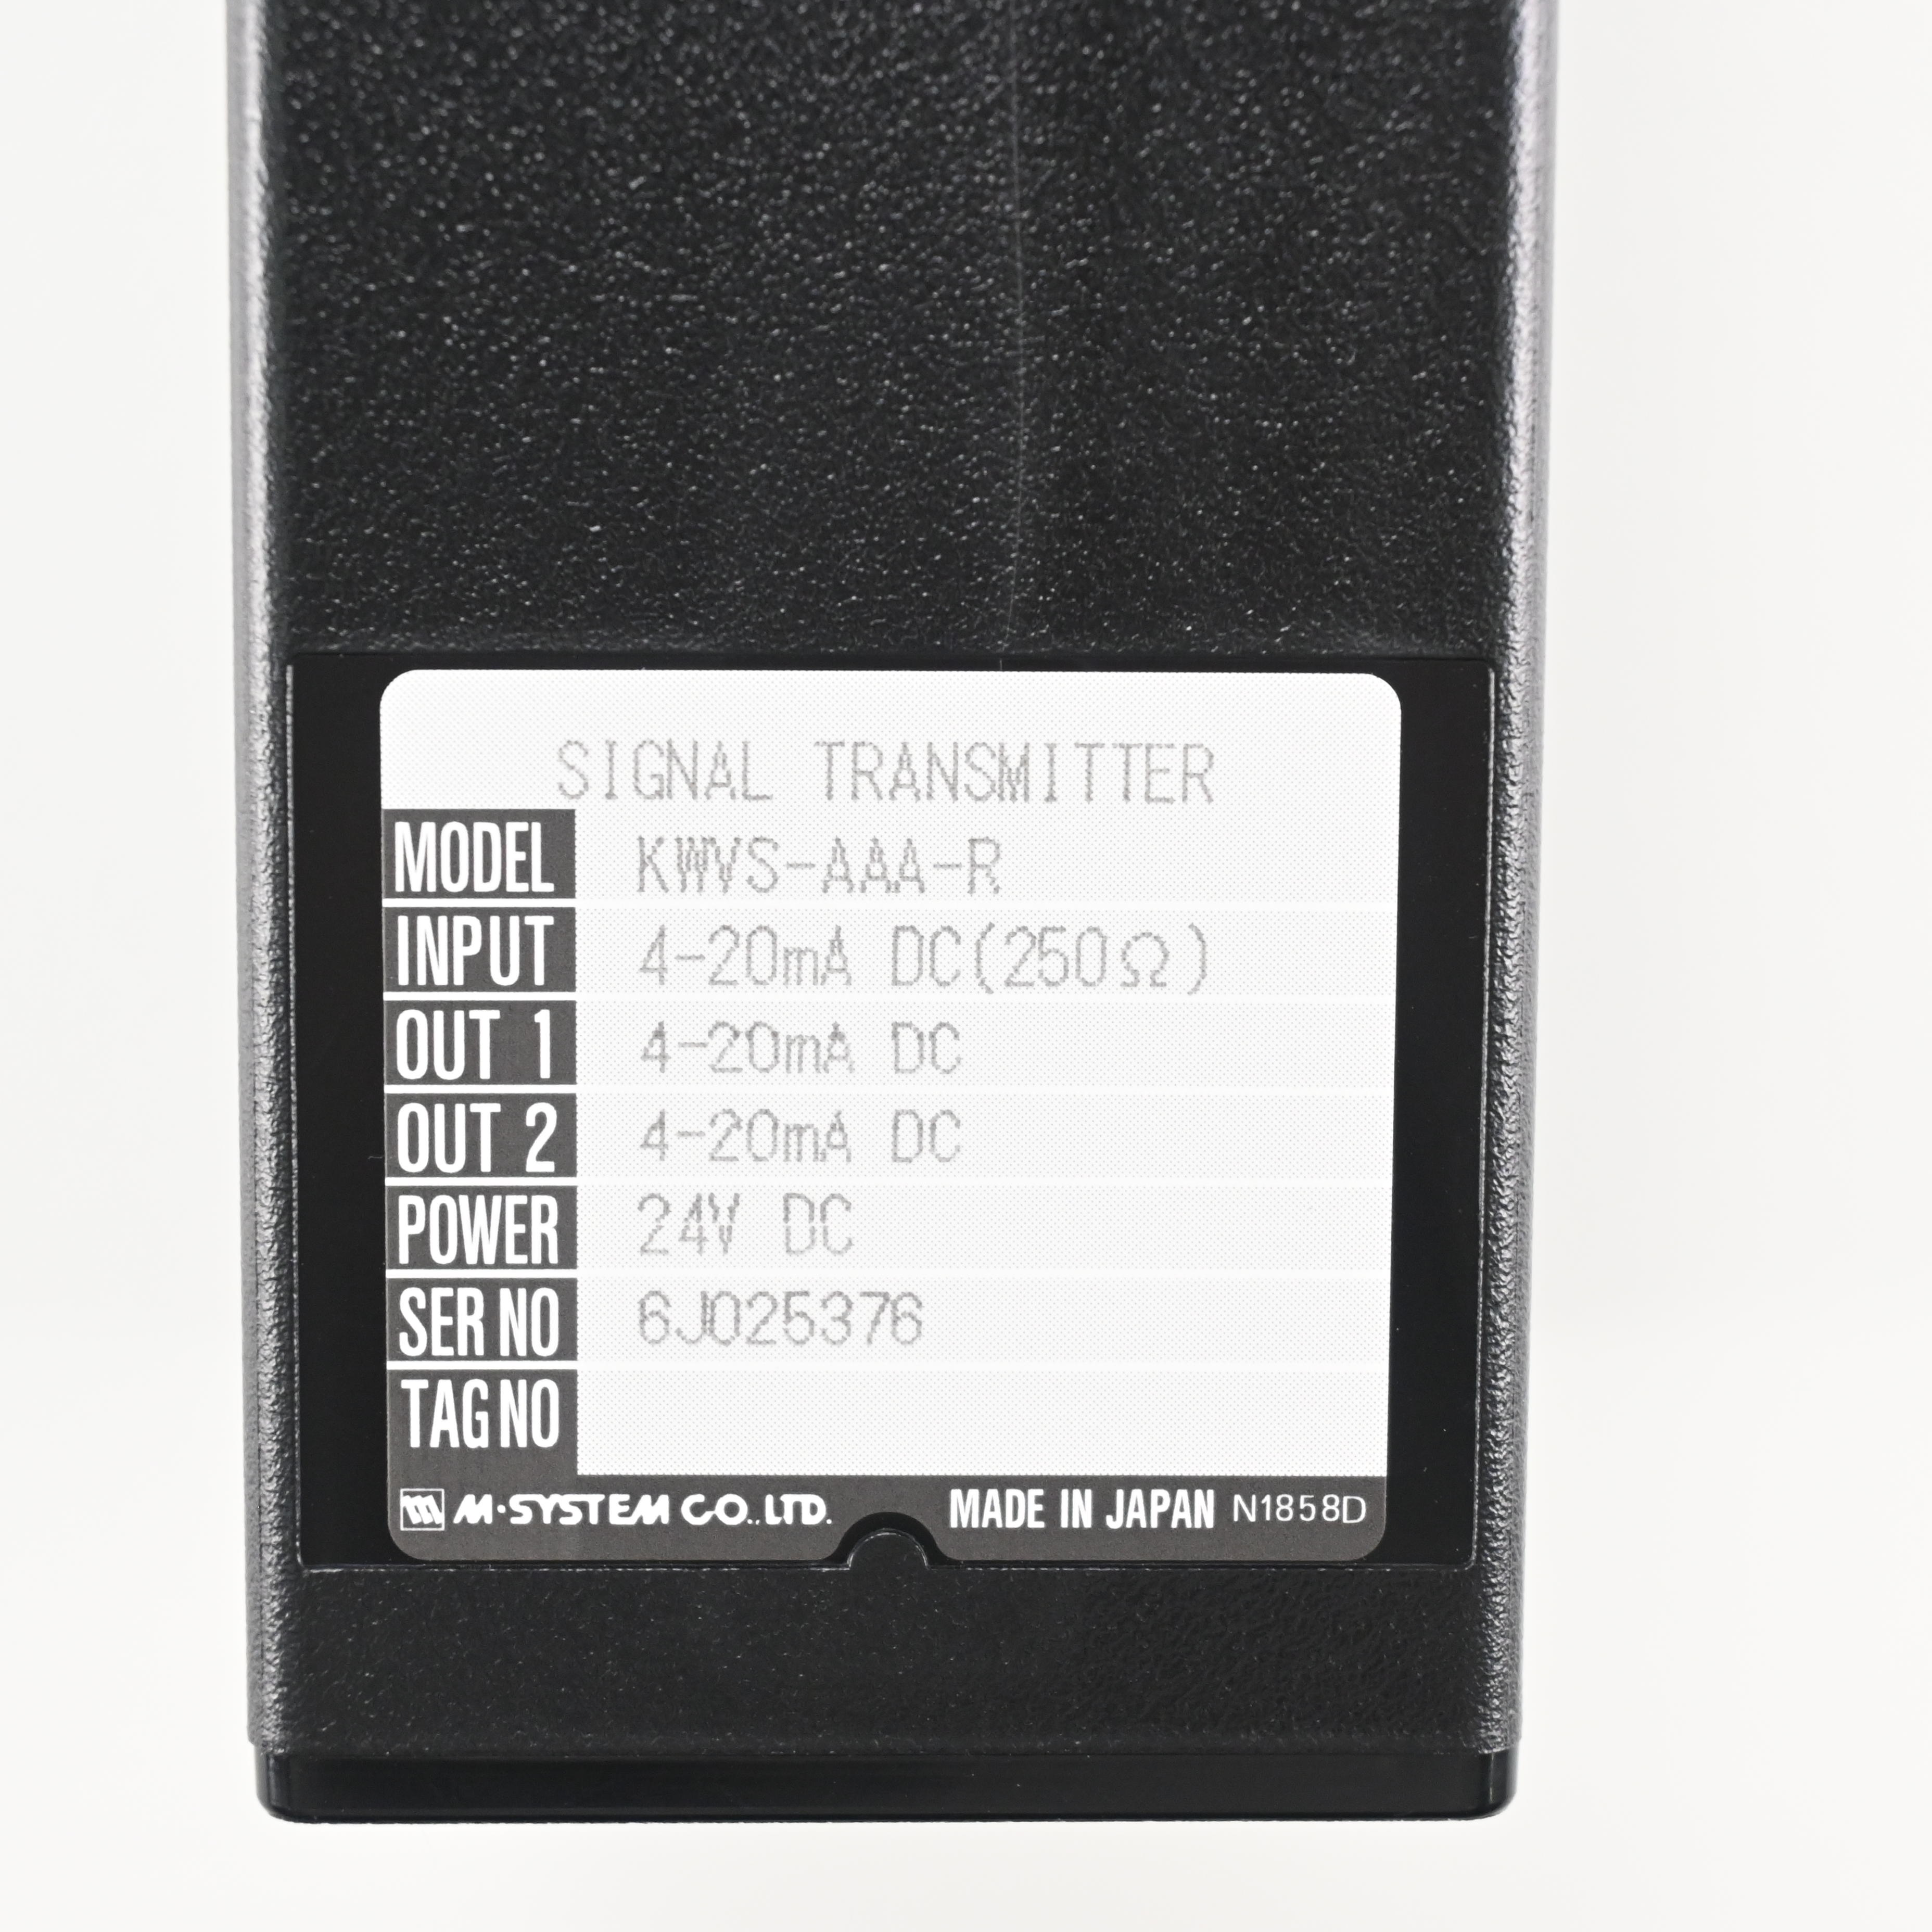 SIGNAL TRANSMITTER
MODEL KWVS-AAA-R
INPUT 4-20mA DC(250Ω)
OUT 1 4-20mA DC
OUT 2 4-20mA DC
POWER 24V DC
SER NO 6J025376
TAG NO
M·SYSTEM CO.,LTD. MADE IN JAPAN N1858D